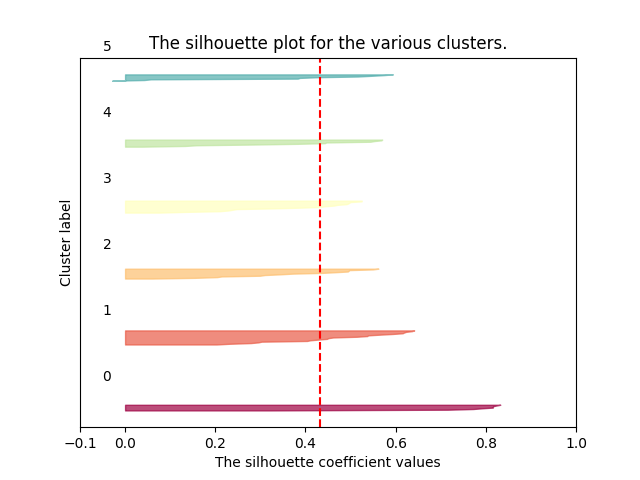 The silhouette plot for the various clusters.
5
4
3
2
1
0
Cluster label
−0.1 0.0 0.2 0.4 0.6 0.8 1.0
The silhouette coefficient values